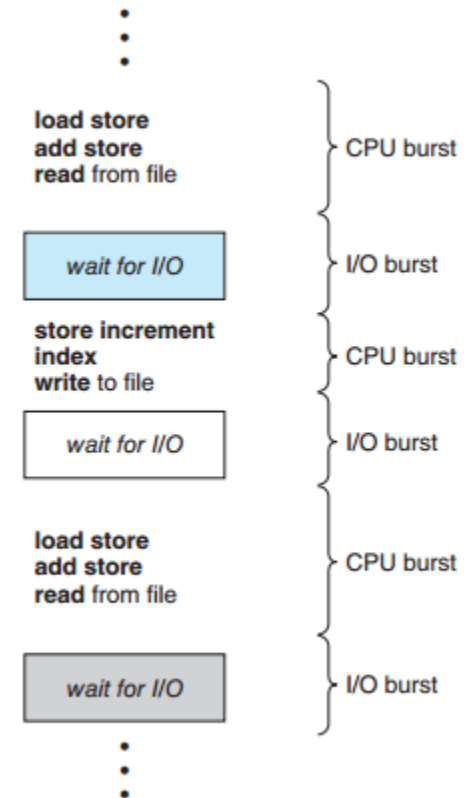 load store
add store
read from file
CPU burst
wait for I/O
I/O burst
store increment
index
write to file
CPU burst
wait for I/O
I/O burst
load store
add store
read from file
CPU burst
wait for I/O
I/O burst